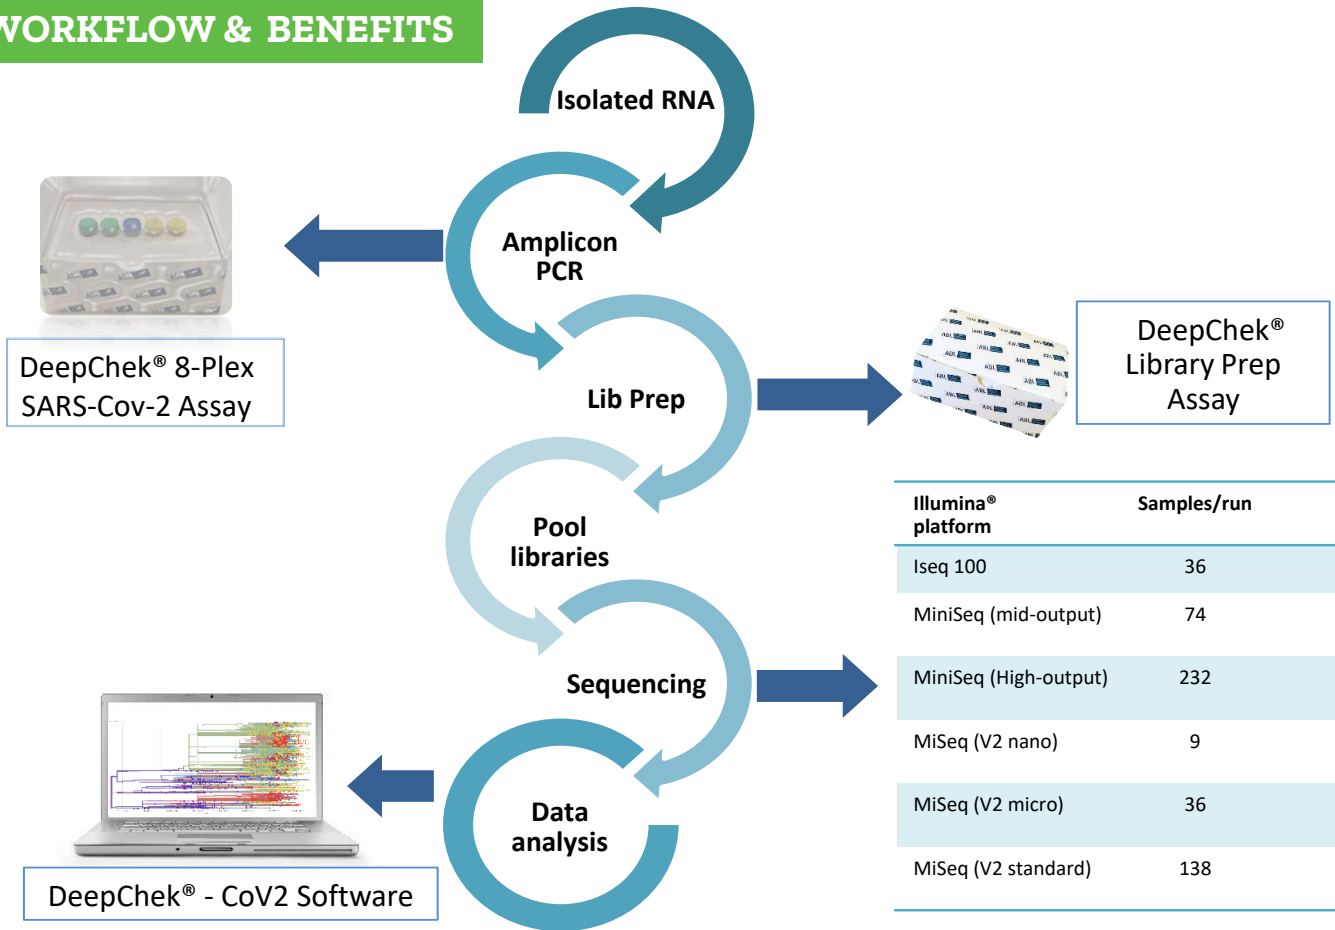 WORKFLOW & BENEFITS
Isolated RNA
Amplicon
PCR
DeepChek® 8-Plex
SARS-Cov-2 Assay
Lib Prep
ABL
DeepChek®
Library Prep
Assay
Pool
libraries
Sequencing
Illumina®
platform
Samples/run
Iseq 100 36
MiniSeq (mid-output) 74
MiniSeq (High-output) 232
MiSeq (V2 nano) 9
MiSeq (V2 micro) 36
MiSeq (V2 standard) 138
Data
analysis
DeepChek® - CoV2 Software